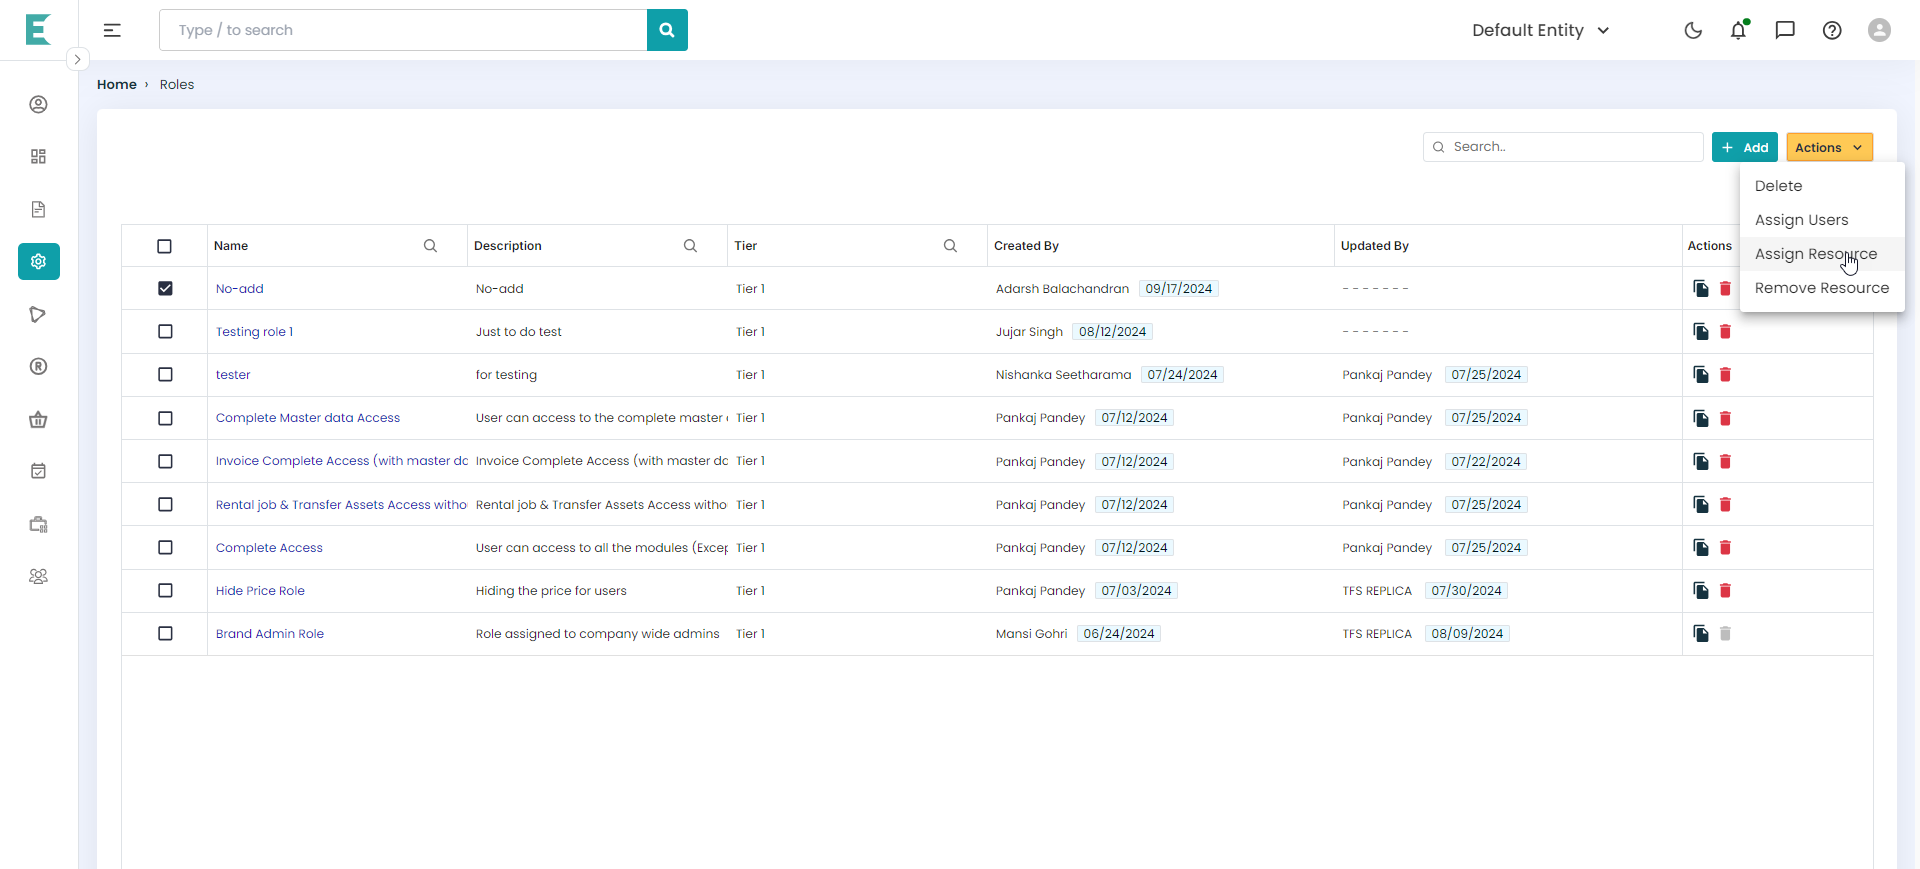 E
Type / to search
Default Entity
Home › Roles
Search..
+ Add
Actions
Delete
Assign Users
Assign Resource
Remove Resource
Name Description Tier Created By Updated By Actions
No-add No-add Tier 1 Adarsh Balachandran 09/17/2024 - - - - - - -
Testing role 1 Just to do test Tier 1 Jujar Singh 08/12/2024 - - - - - - -
tester for testing Tier 1 Nishanka Seetharama 07/24/2024 Pankaj Pandey 07/25/2024
Complete Master data Access User can access to the complete master Tier 1 Pankaj Pandey 07/12/2024 Pankaj Pandey 07/25/2024
Invoice Complete Access (with master da Invoice Complete Access (with master da Tier 1 Pankaj Pandey 07/12/2024 Pankaj Pandey 07/22/2024
Rental job & Transfer Assets Access witho Rental job & Transfer Assets Access witho Tier 1 Pankaj Pandey 07/12/2024 Pankaj Pandey 07/25/2024
Complete Access User can access to all the modules (Excep Tier 1 Pankaj Pandey 07/12/2024 Pankaj Pandey 07/25/2024
Hide Price Role Hiding the price for users Tier 1 Pankaj Pandey 07/03/2024 TFS REPLICA 07/30/2024
Brand Admin Role Role assigned to company wide admins Tier 1 Mansi Gohri 06/24/2024 TFS REPLICA 08/09/2024